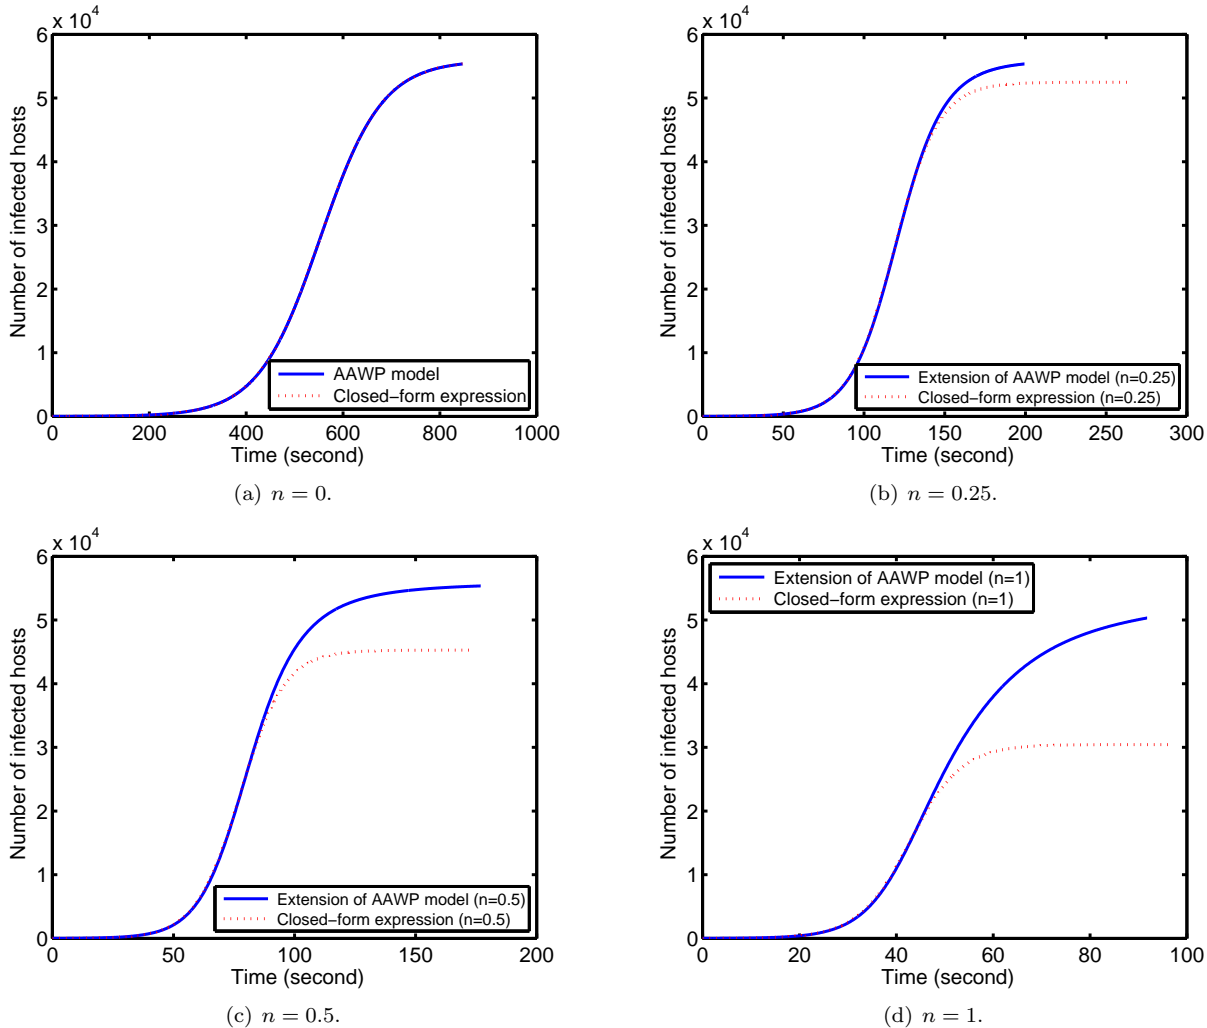 x 10^4
6
5
4
3
2
1
0
Number of infected hosts
AAWP model
Closed–form expression
0 200 400 600 800 1000
Time (second)
(a) n = 0.
x 10^4
6
5
4
3
2
1
0
Number of infected hosts
Extension of AAWP model (n=0.25)
Closed–form expression (n=0.25)
0 50 100 150 200 250 300
Time (second)
(b) n = 0.25.
x 10^4
6
5
4
3
2
1
0
Number of infected hosts
Extension of AAWP model (n=0.5)
Closed–form expression (n=0.5)
0 50 100 150 200
Time (second)
(c) n = 0.5.
x 10^4
6
5
4
3
2
1
0
Number of infected hosts
Extension of AAWP model (n=1)
Closed–form expression (n=1)
0 20 40 60 80 100
Time (second)
(d) n = 1.